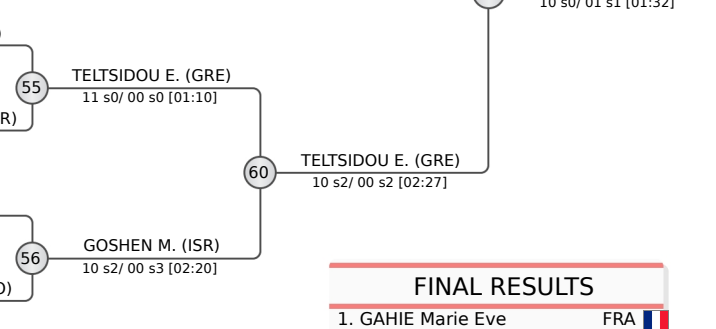 10 s0/ 01 s1 [01:32]
55
TELTSIDOU E. (GRE)
11 s0/ 00 s0 [01:10]
R)
60
TELTSIDOU E. (GRE)
10 s2/ 00 s2 [02:27]
56
GOSHEN M. (ISR)
10 s2/ 00 s3 [02:20]
FINAL RESULTS
1. GAHIE Marie Eve FRA